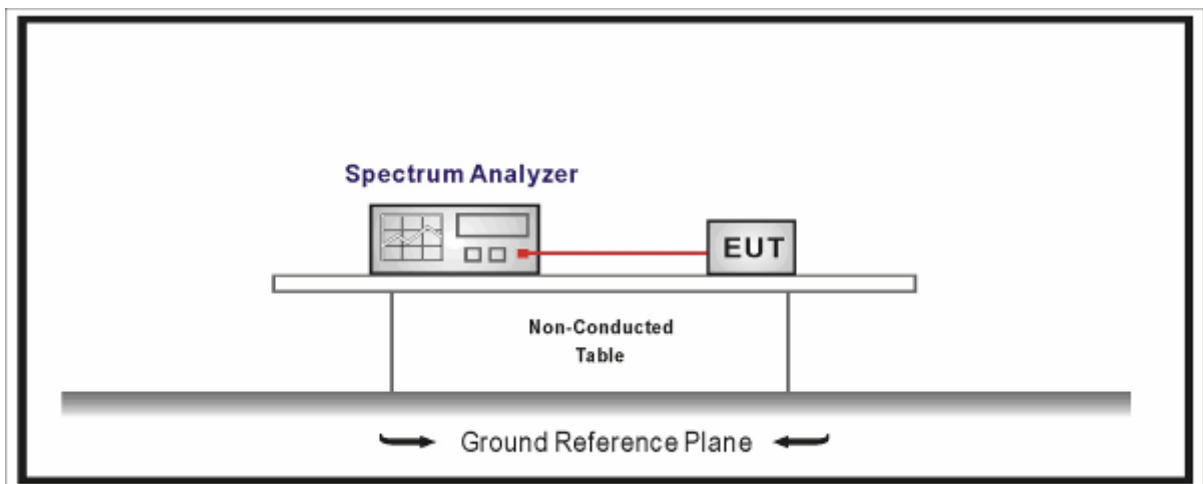 Spectrum Analyzer
EUT
Non-Conducted
Table
Ground Reference Plane